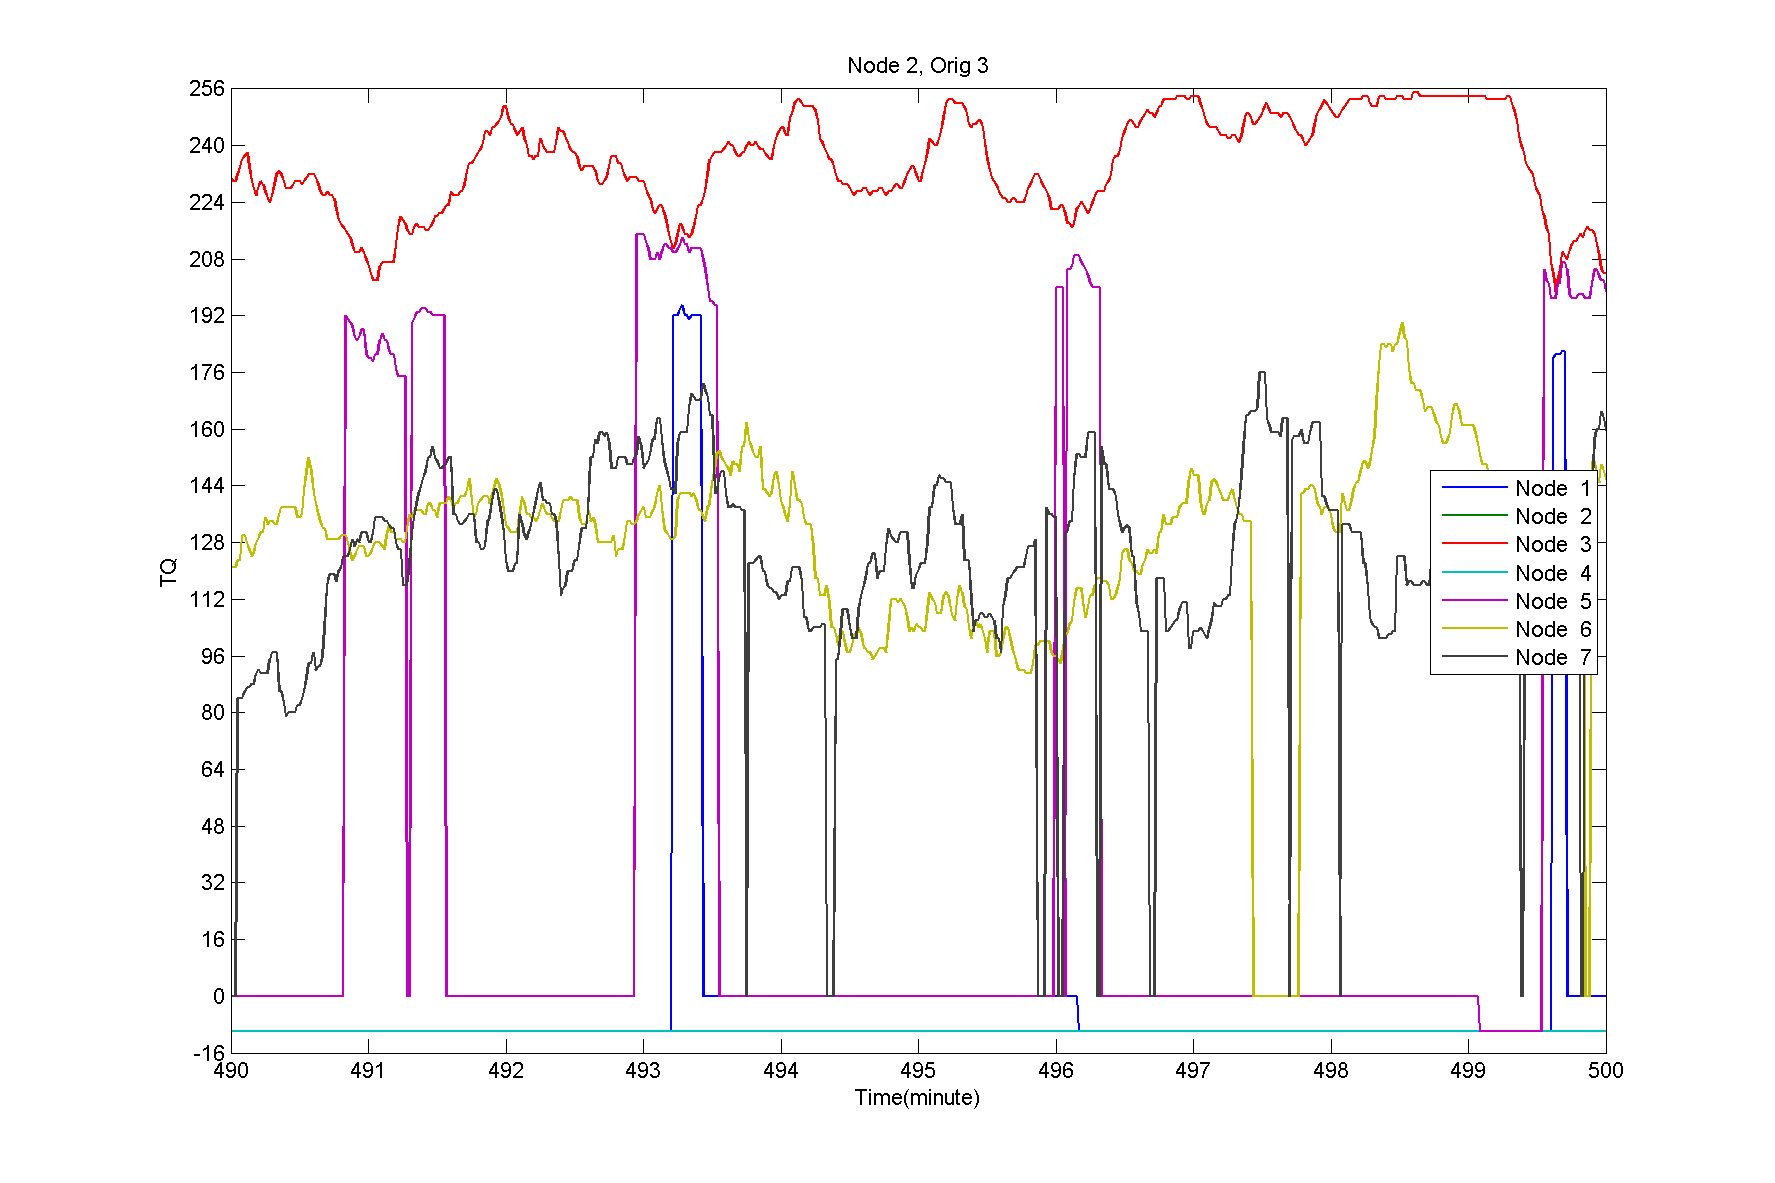 Node 2, Orig 3
256
240
224
208
192
176
160
144
128
112
96
80
64
48
32
16
0
-16
TQ
Node 1
Node 2
Node 3
Node 4
Node 5
Node 6
Node 7
490 491 492 493 494 495 496 497 498 499 500
Time(minute)